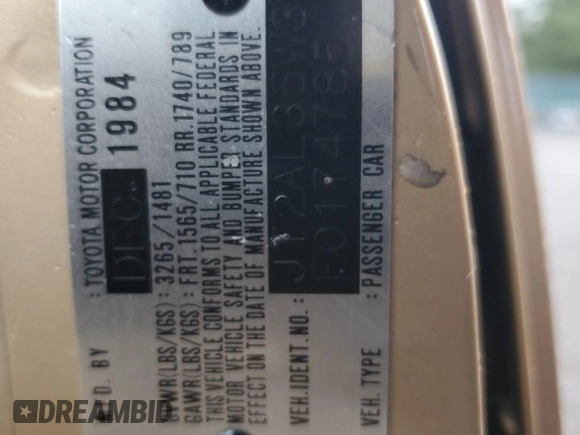 D. BY : TOYOTA MOTOR CORPORATION
DEC. 1984
GVWR(LBS/KGS) : 3265/1481
GAWR(LBS/KGS) : FRT.1565/710 RR.1740/789
THIS VEHICLE CONFORMS TO ALL APPLICABLE FEDERAL
MOTOR VEHICLE SAFETY AND BUMPER STANDARDS IN
EFFECT ON THE DATE OF MANUFACTURE SHOWN ABOVE.
VEH.IDENT.NO. : JT2AL35W3
F0174785
VEH. TYPE : PASSENGER CAR
DREAMBID